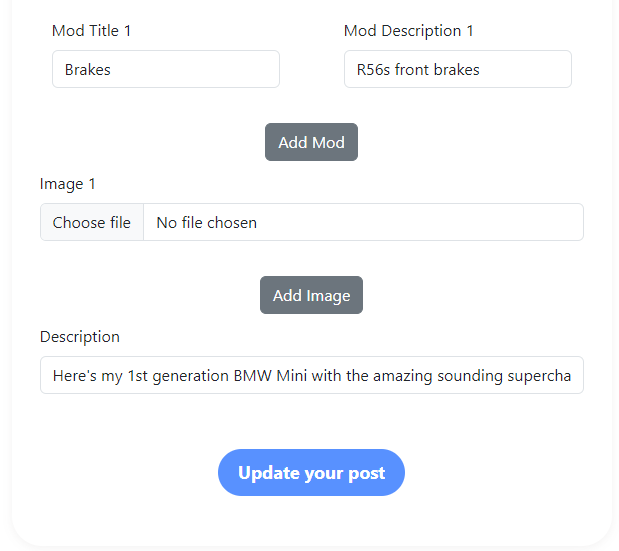 Mod Title 1 Mod Description 1
Brakes R56s front brakes
Add Mod
Image 1
Choose file No file chosen
Add Image
Description
Here's my 1st generation BMW Mini with the amazing sounding supercha
Update your post